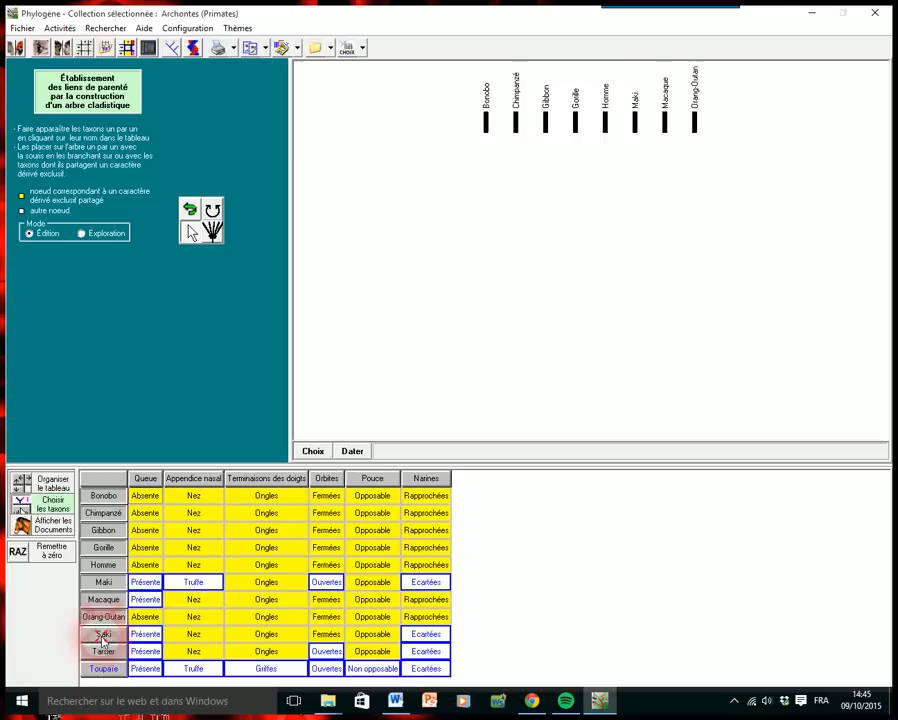 Phylogène - Collection sélectionnée : Archontes (Primates)
Fichier Activités Rechercher Aide Configuration Thèmes
CHOIX
Établissement
des liens de parenté
par la construction
d'un arbre cladistique
- Faire apparaître les taxons un par un
en cliquant sur leur nom dans le tableau
- Les placer sur l'arbre un par un avec
la souris en les branchant sur ou avec les
taxons dont ils partagent un caractère
dérivé exclusif.
noeud correspondant à un caractère
dérivé exclusif partagé
autre noeud
Mode
Édition Exploration
Bonobo Chimpanzé Gibbon Gorille Homme Maki Macaque Orang-Outan
Choix Dater
Organiser
le tableau
Choisir
les taxons
Afficher les
Documents
RAZ Remettre
à zéro
Queue Appendice nasal Terminaisons des doigts Orbites Pouce Narines
Bonobo Absente Nez Ongles Fermées Opposable Rapprochées
Chimpanzé Absente Nez Ongles Fermées Opposable Rapprochées
Gibbon Absente Nez Ongles Fermées Opposable Rapprochées
Gorille Absente Nez Ongles Fermées Opposable Rapprochées
Homme Absente Nez Ongles Fermées Opposable Rapprochées
Maki Présente Truffe Ongles Ouvertes Opposable Ecartées
Macaque Présente Nez Ongles Fermées Opposable Rapprochées
Orang-Outan Absente Nez Ongles Fermées Opposable Rapprochées
Saki Présente Nez Ongles Fermées Opposable Ecartées
Tarsier Présente Nez Ongles Ouvertes Opposable Ecartées
Toupaïe Présente Truffe Griffes Ouvertes Non opposable Ecartées
Rechercher sur le web et dans Windows
FRA
14:45
09/10/2015